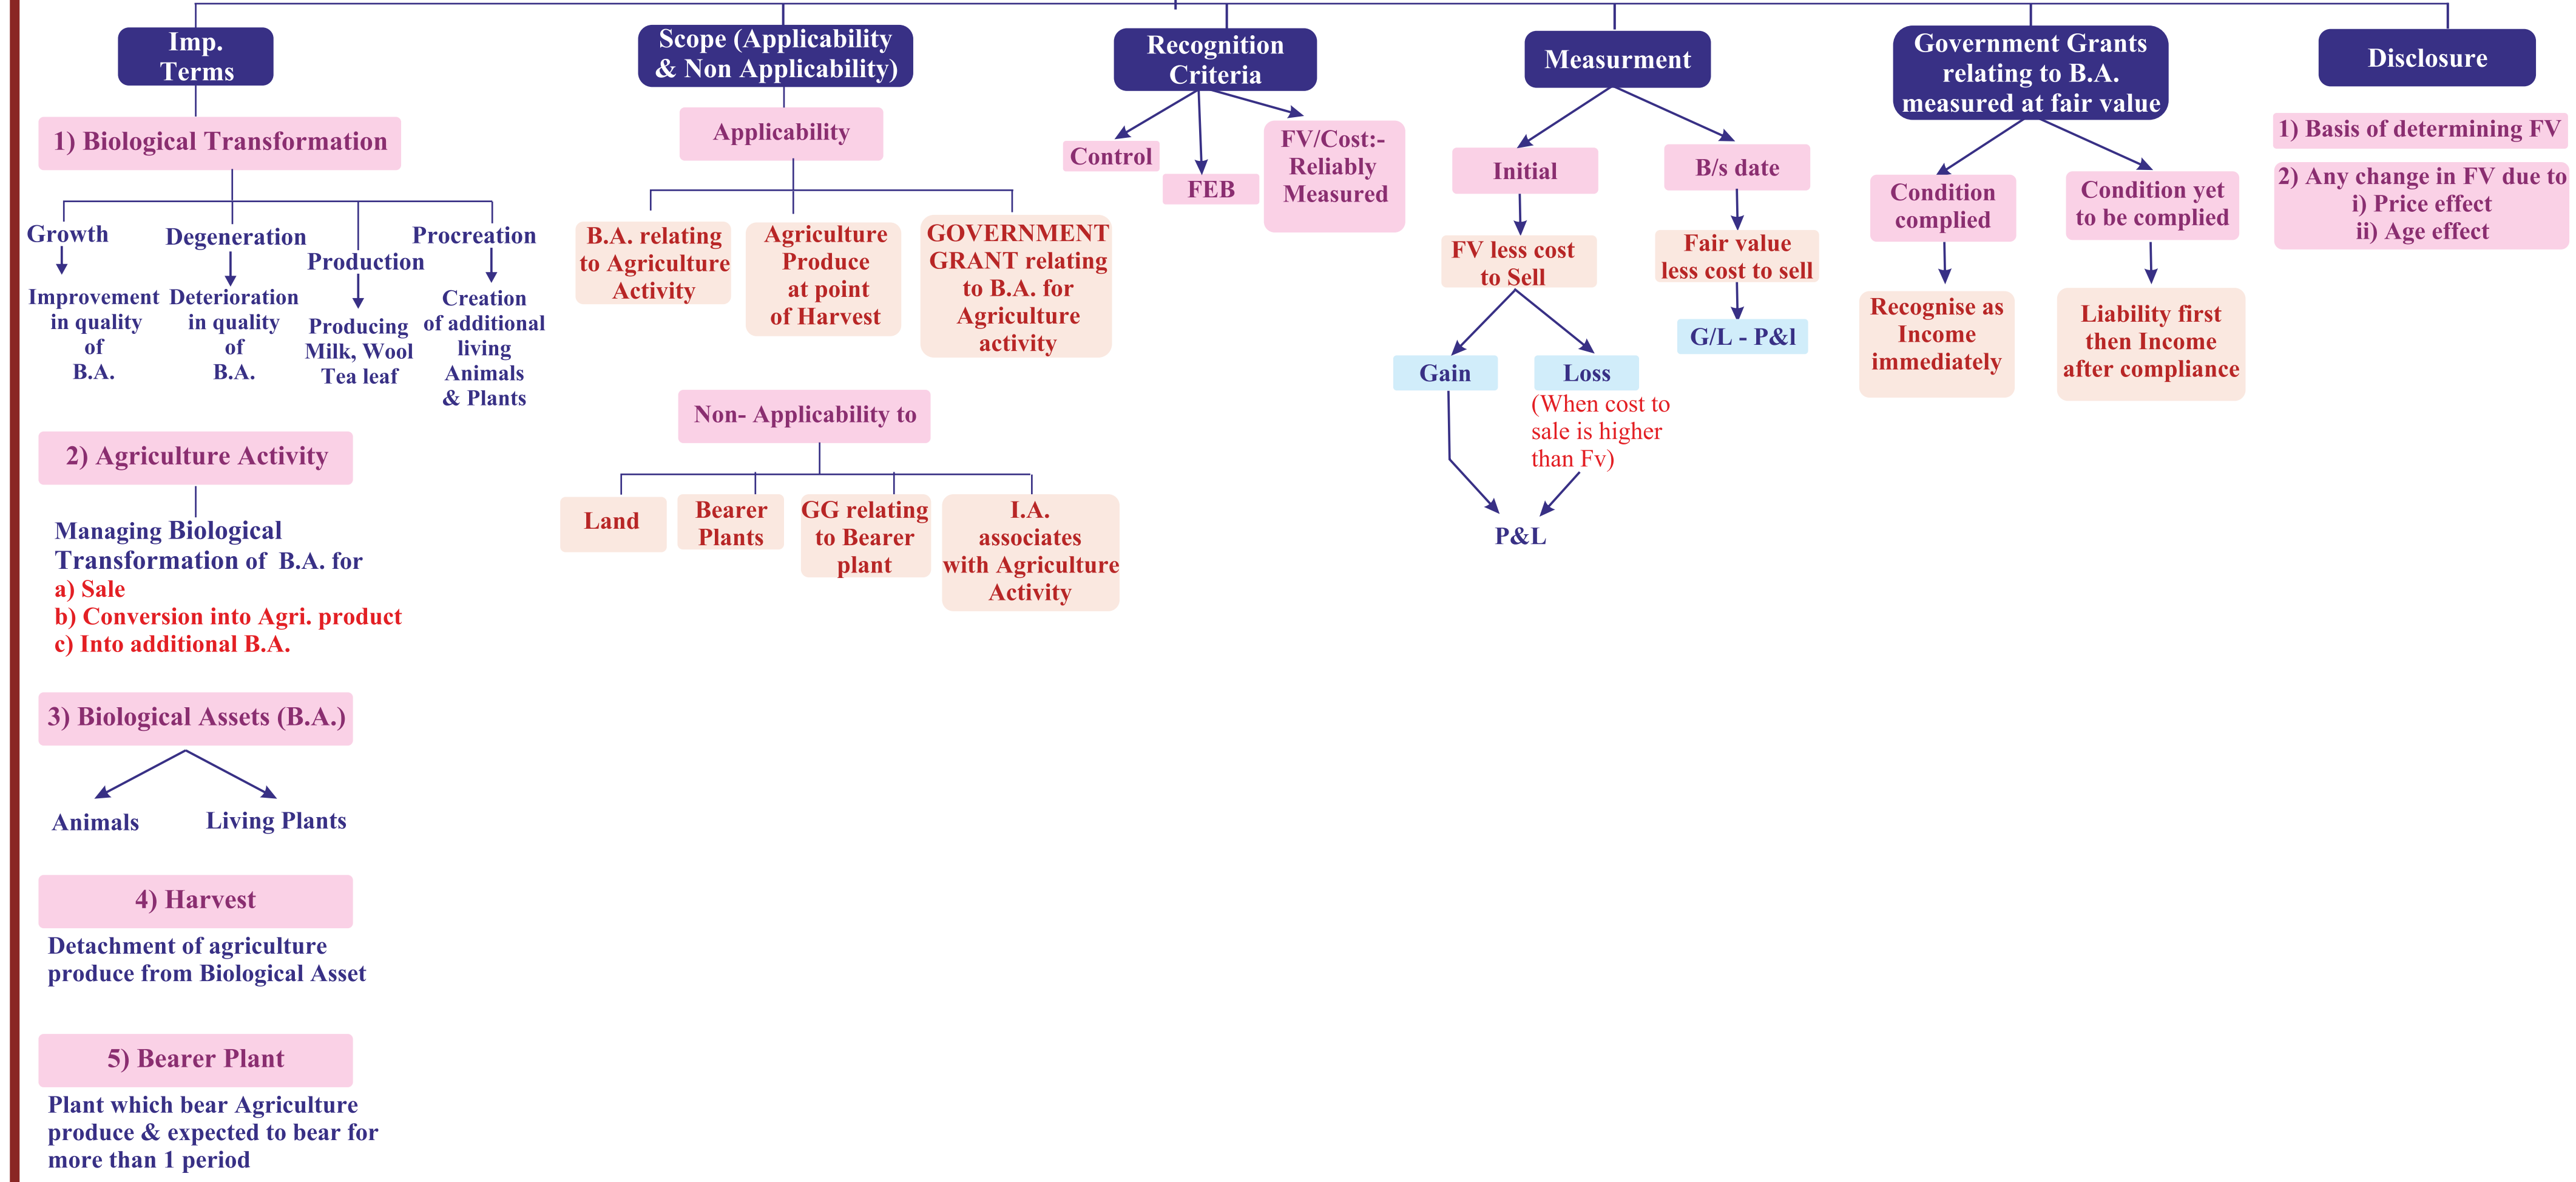 Imp.
Terms
1) Biological Transformation
Growth
Improvement
in quality
of
B.A.
Degeneration
Deterioration
in quality
of
B.A.
Production
Producing
Milk, Wool
Tea leaf
Procreation
Creation
of additional
living
Animals
& Plants
2) Agriculture Activity
Managing Biological
Transformation of B.A. for
a) Sale
b) Conversion into Agri. product
c) Into additional B.A.
3) Biological Assets (B.A.)
Animals
Living Plants
4) Harvest
Detachment of agriculture
produce from Biological Asset
5) Bearer Plant
Plant which bear Agriculture
produce & expected to bear for
more than 1 period
Scope (Applicability
& Non Applicability)
Applicability
B.A. relating
to Agriculture
Activity
Agriculture
Produce
at point
of Harvest
GOVERNMENT
GRANT relating
to B.A. for
Agriculture
activity
Non- Applicability to
Land
Bearer
Plants
GG relating
to Bearer
plant
I.A.
associates
with Agriculture
Activity
Recognition
Criteria
Control
FEB
FV/Cost:-
Reliably
Measured
Measurment
Initial
FV less cost
to Sell
Gain
Loss
(When cost to
sale is higher
than Fv)
P&L
B/s date
Fair value
less cost to sell
G/L - P&l
Government Grants
relating to B.A.
measured at fair value
Condition
complied
Recognise as
Income
immediately
Condition yet
to be complied
Liability first
then Income
after compliance
Disclosure
1) Basis of determining FV
2) Any change in FV due to
i) Price effect
ii) Age effect